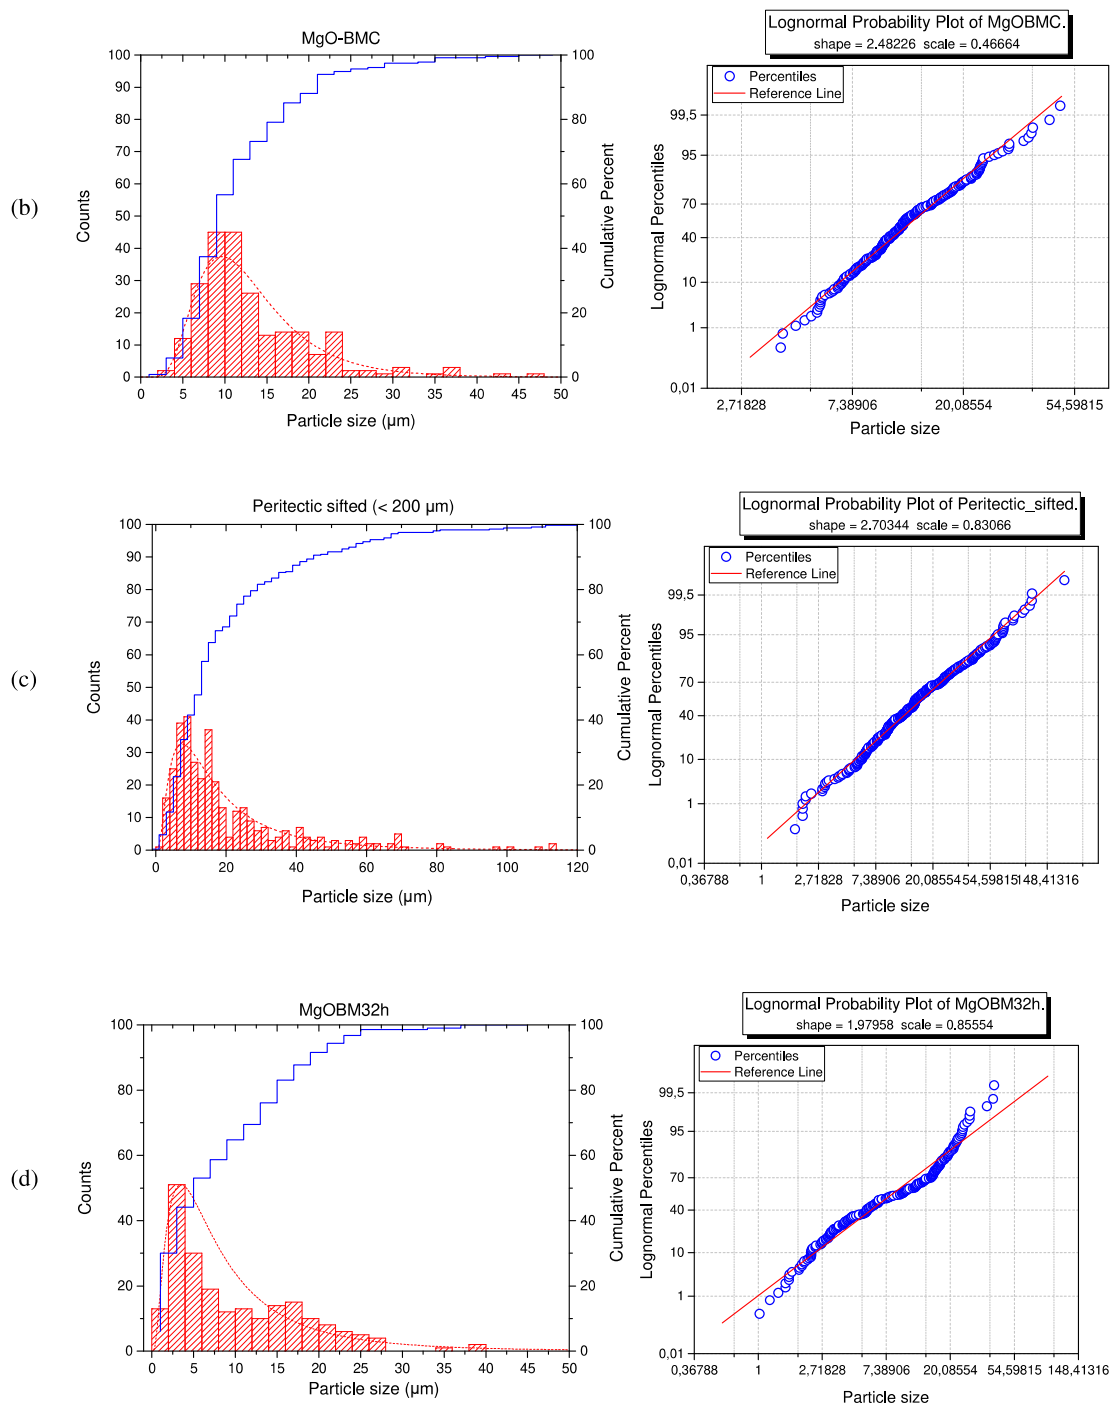 (b)
MgO-BMC
100
90
80
70
60
50
40
30
20
10
0
Counts
100
80
60
40
20
0
Cumulative Percent
0 5 10 15 20 25 30 35 40 45 50
Particle size (µm)
Lognormal Probability Plot of MgOBMC.
shape = 2.48226 scale = 0.46664
Percentiles
Reference Line
99,5
95
70
40
10
1
0,01
Lognormal Percentiles
2,71828 7,38906 20,08554 54,59815
Particle size
(c)
Peritectic sifted (< 200 µm)
100
90
80
70
60
50
40
30
20
10
0
Counts
100
80
60
40
20
0
Cumulative Percent
0 20 40 60 80 100 120
Particle size (µm)
Lognormal Probability Plot of Peritectic_sifted.
shape = 2.70344 scale = 0.83066
Percentiles
Reference Line
99,5
95
70
40
10
1
0,01
Lognormal Percentiles
0,36788 1 2,71828 7,38906 20,08554 54,59815 148,41316
Particle size
(d)
MgOBM32h
100
80
60
40
20
0
Counts
100
80
60
40
20
0
Cumulative Percent
0 5 10 15 20 25 30 35 40 45 50
Particle size (µm)
Lognormal Probability Plot of MgOBM32h.
shape = 1.97958 scale = 0.85554
Percentiles
Reference Line
99,5
95
70
40
10
1
0,01
Lognormal Percentiles
0,36788 1 2,71828 7,38906 20,08554 54,59815 148,41316
Particle size